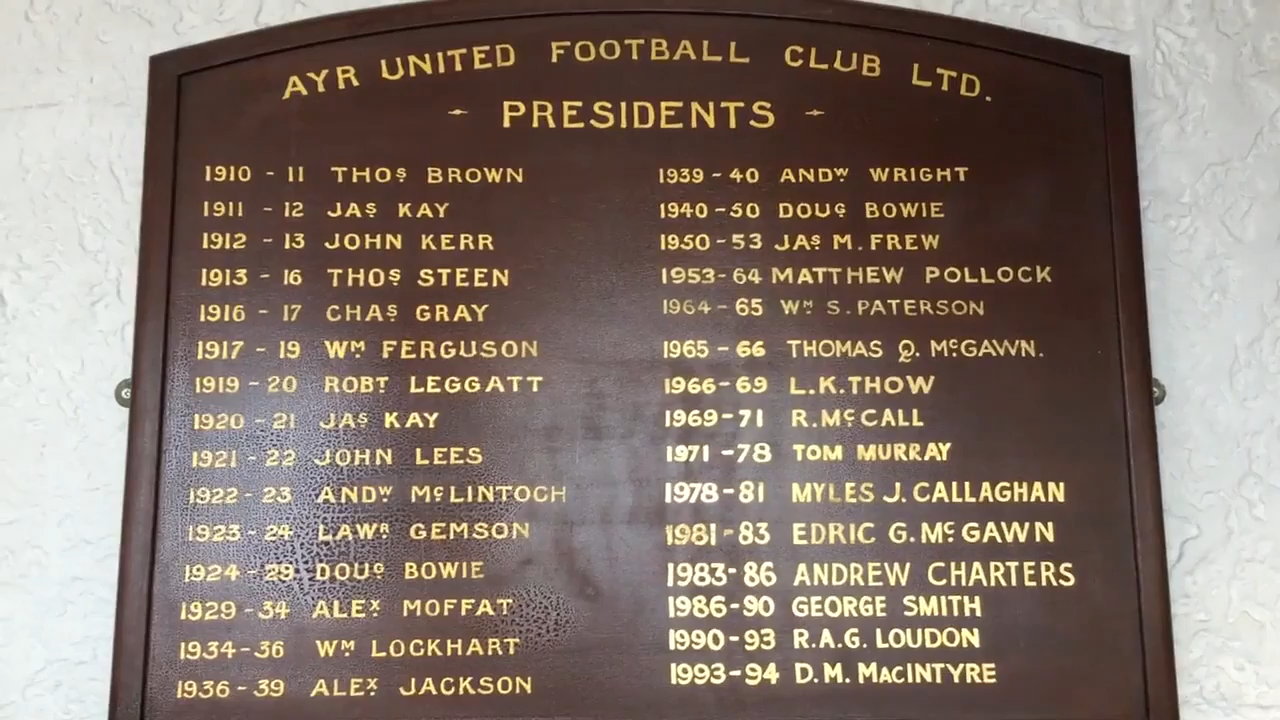 AYR UNITED FOOTBALL CLUB LTD.
PRESIDENTS
1910 - 11 THOS BROWN
1911 - 12 JAS KAY
1912 - 13 JOHN KERR
1913 - 16 THOS STEEN
1916 - 17 CHAS GRAY
1917 - 19 WM FERGUSON
1919 - 20 ROBT LEGGATT
1920 - 21 JAS KAY
1921 - 22 JOHN LEES
1922 - 23 ANDW McLINTOCH
1923 - 24 LAWR GEMSON
1924 - 29 DOUG BOWIE
1929 - 34 ALEX MOFFAT
1934 - 36 WM LOCKHART
1936 - 39 ALEX JACKSON
1939 - 40 ANDW WRIGHT
1940 - 50 DOUG BOWIE
1950 - 53 JAS M. FREW
1953 - 64 MATTHEW POLLOCK
1964 - 65 WM S. PATERSON
1965 - 66 THOMAS Q. McGAWN.
1966 - 69 L.K. THOW
1969 - 71 R. McCALL
1971 - 78 TOM MURRAY
1978 - 81 MYLES J. CALLAGHAN
1981 - 83 EDRIC G. McGAWN
1983 - 86 ANDREW CHARTERS
1986 - 90 GEORGE SMITH
1990 - 93 R.A.G. LOUDON
1993 - 94 D.M. MACINTYRE